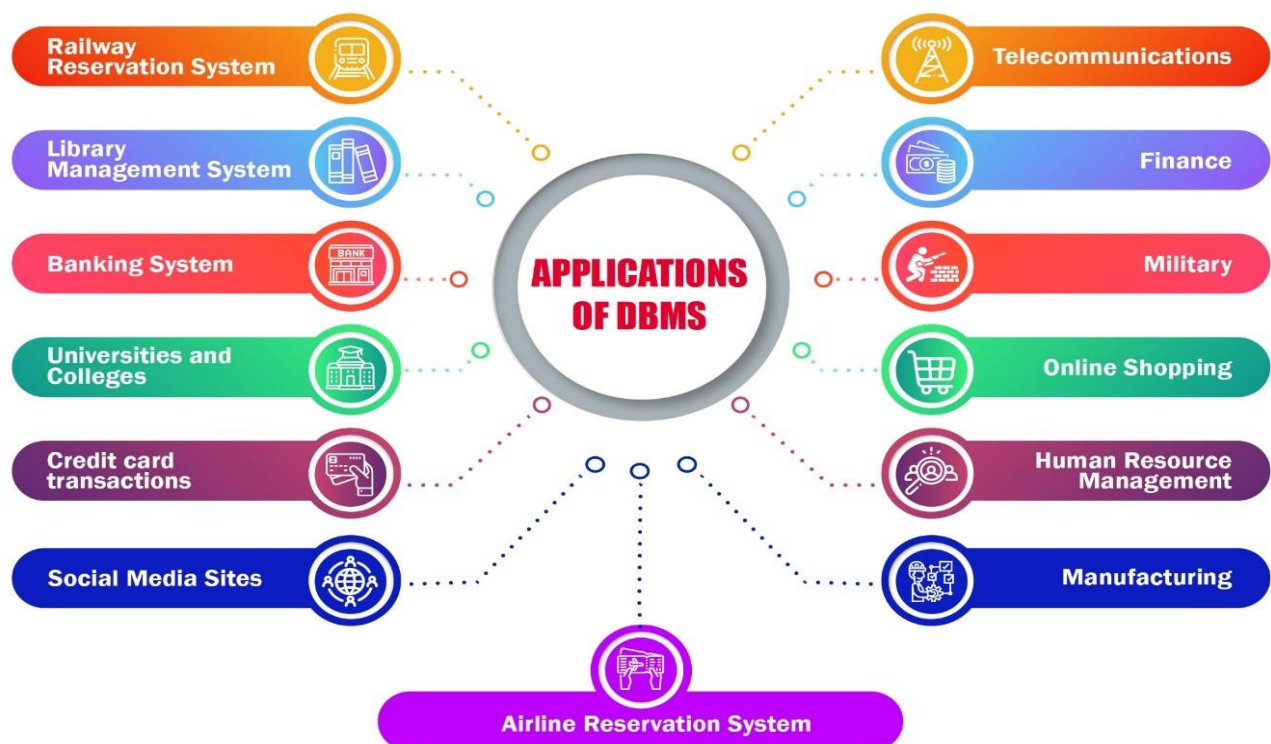 Railway
Reservation System
Library
Management System
Banking System
BANK
Universities and
Colleges
Credit card
transactions
Social Media Sites
APPLICATIONS
OF DBMS
Telecommunications
Finance
Military
Online Shopping
Human Resource
Management
Manufacturing
Airline Reservation System